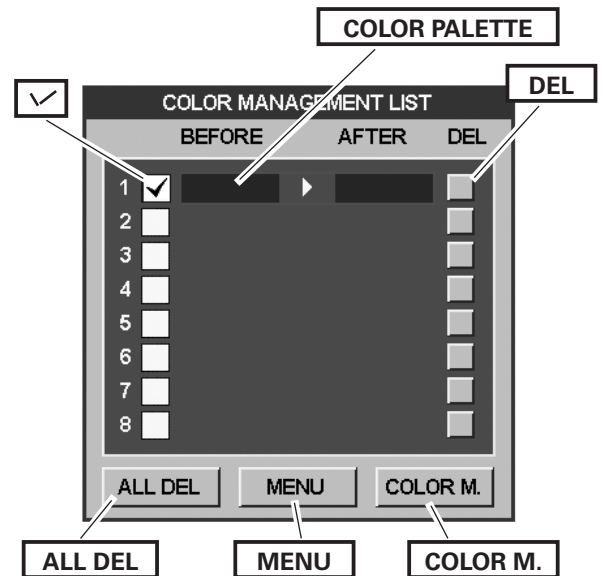 COLOR PALETTE
✓ DEL
COLOR MANAGEMENT LIST
BEFORE AFTER DEL
1 ✓
2
3
4
5
6
7
8
ALL DEL MENU COLOR M.
ALL DEL MENU COLOR M.